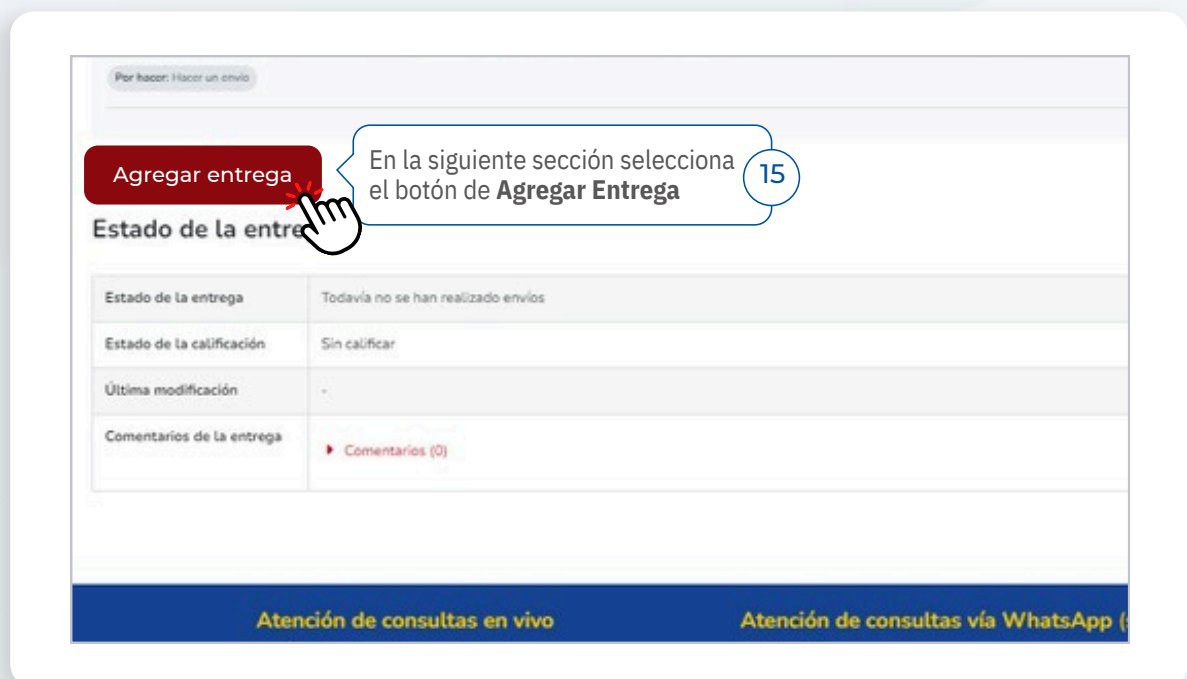 Por hacer: Hacer un envío
Agregar entrega
En la siguiente sección selecciona
el botón de Agregar Entrega
15
Estado de la entre
Estado de la entrega Todavía no se han realizado envíos
Estado de la calificación Sin calificar
Última modificación -
Comentarios de la entrega Comentarios (0)
Atención de consultas en vivo Atención de consultas vía WhatsApp (